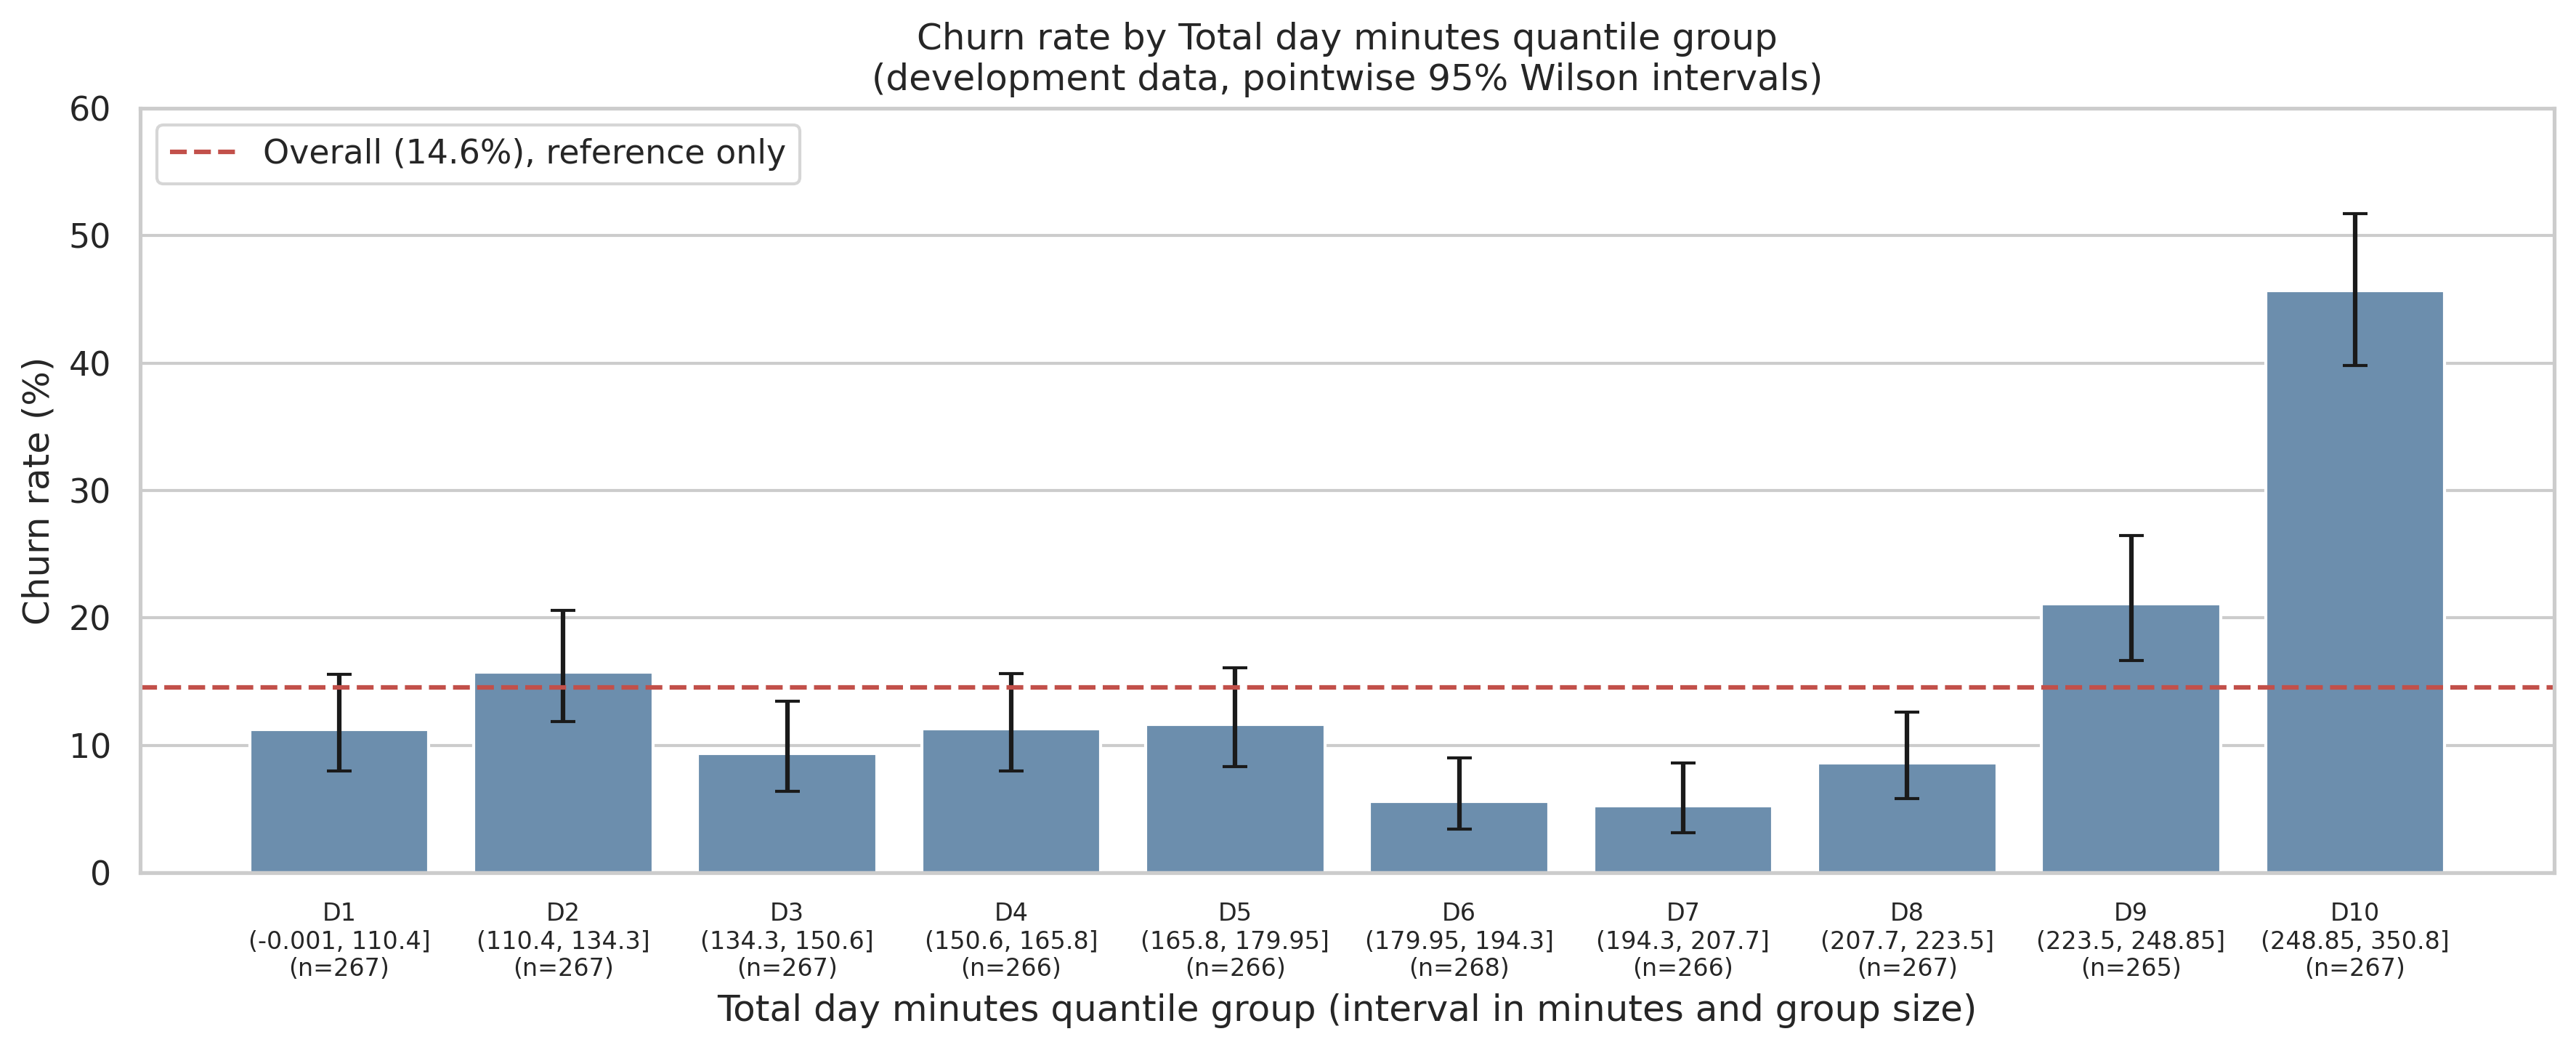 Churn rate by Total day minutes quantile group
(development data, pointwise 95% Wilson intervals)
Overall (14.6%), reference only
Churn rate (%)
60
50
40
30
20
10
0
D1
(-0.001, 110.4]
(n=267)
D2
(110.4, 134.3]
(n=267)
D3
(134.3, 150.6]
(n=267)
D4
(150.6, 165.8]
(n=266)
D5
(165.8, 179.95]
(n=266)
D6
(179.95, 194.3]
(n=268)
D7
(194.3, 207.7]
(n=266)
D8
(207.7, 223.5]
(n=267)
D9
(223.5, 248.85]
(n=265)
D10
(248.85, 350.8]
(n=267)
Total day minutes quantile group (interval in minutes and group size)